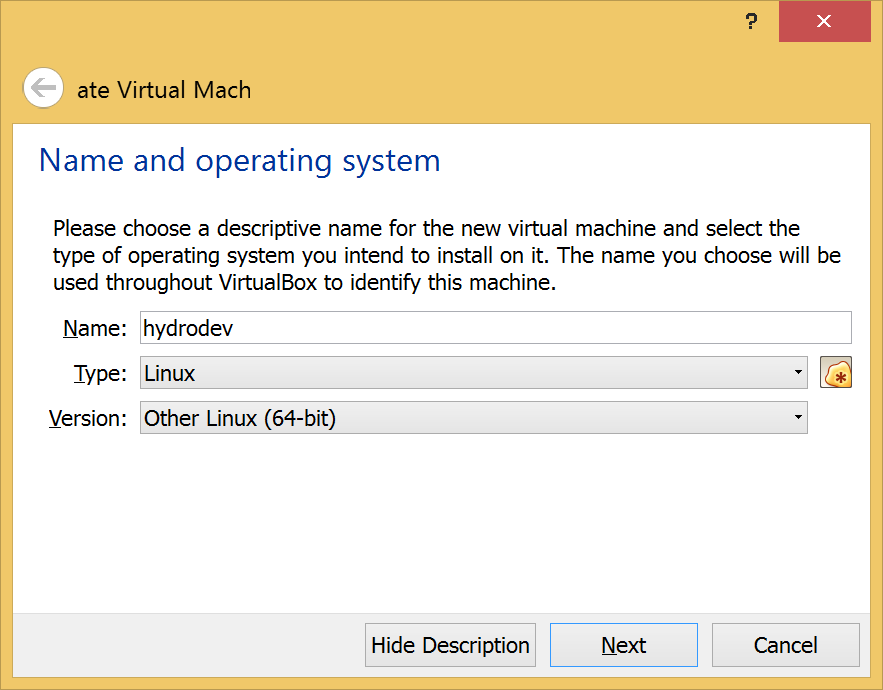 ?
ate Virtual Mach
Name and operating system
Please choose a descriptive name for the new virtual machine and select the
type of operating system you intend to install on it. The name you choose will be
used throughout VirtualBox to identify this machine.
Name: hydrodev
Type: Linux
Version: Other Linux (64-bit)
Hide Description Next Cancel